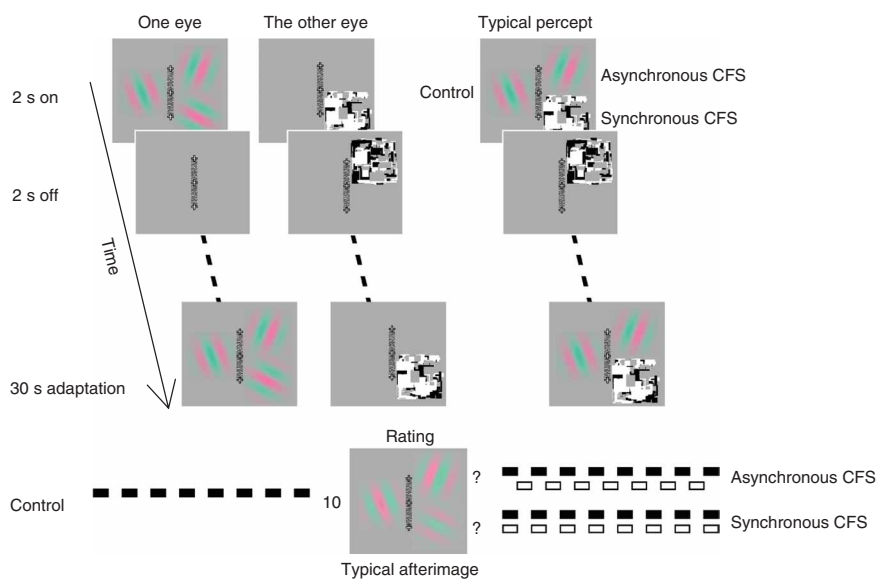 One eye
The other eye
Typical percept
2 s on
Control
Asynchronous CFS
Synchronous CFS
2 s off
Time
30 s adaptation
Rating
Control
10
?
Asynchronous CFS
?
Synchronous CFS
Typical afterimage